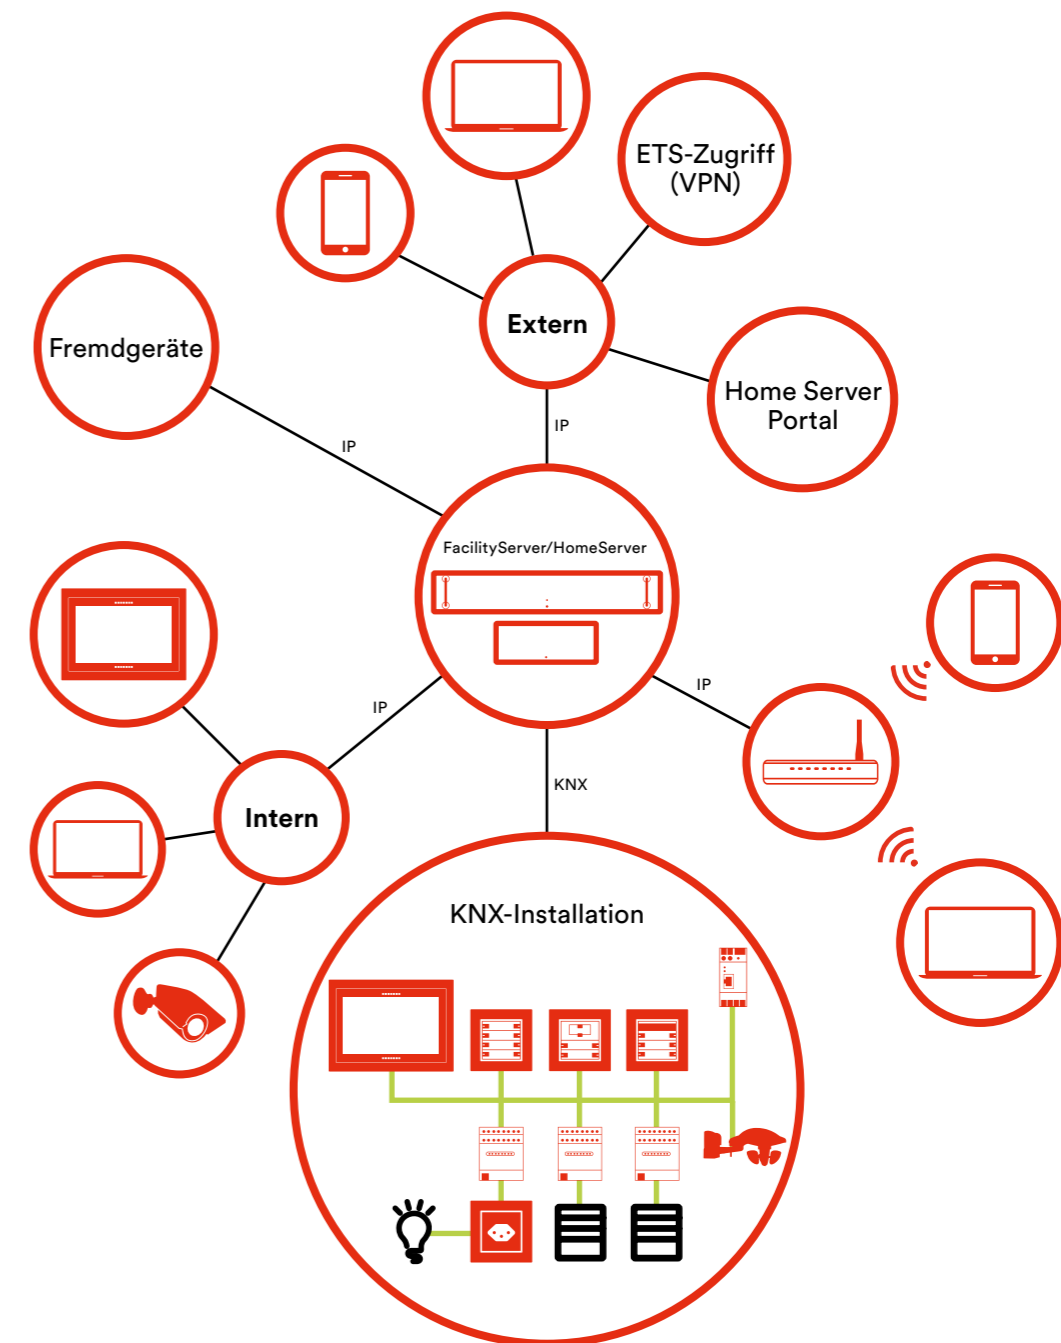 ETS-Zugriff
(VPN)
Extern
Fremdgeräte
Home Server
Portal
IP
IP
FacilityServer/HomeServer
IP
IP
KNX
Intern
KNX-Installation